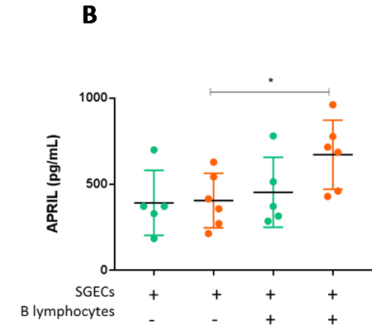 B
*
1000
500
0
APRIL (pg/mL)
SGECs + + + +
B lymphocytes - - + +